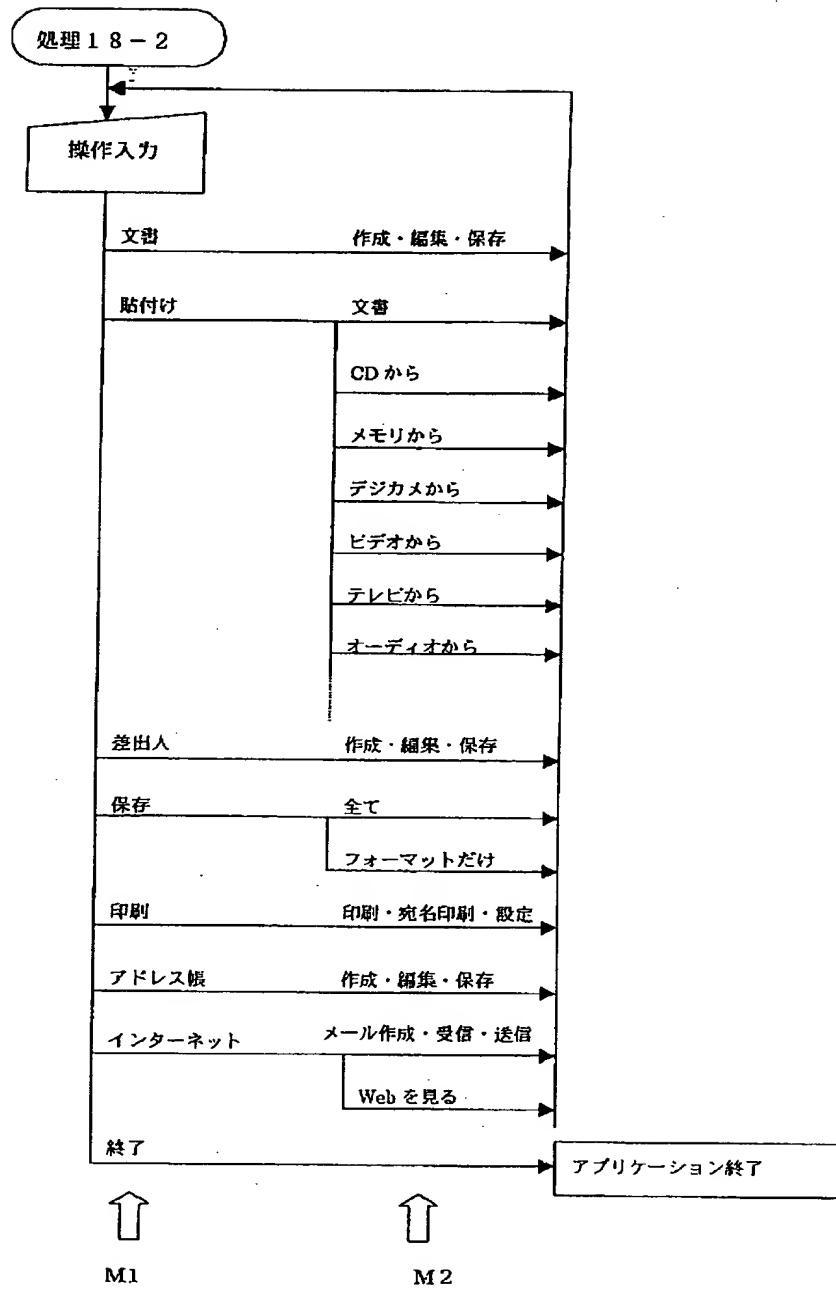 処理18-2
操作入力
文書 作成・編集・保存
貼付け 文書
CDから
メモリから
デジカメから
ビデオから
テレビから
オーディオから
差出人 作成・編集・保存
保存 全て
フォーマットだけ
印刷 印刷・宛名印刷・設定
アドレス帳 作成・編集・保存
インターネット メール作成・受信・送信
Webを見る
終了 アプリケーション終了
M1 M2